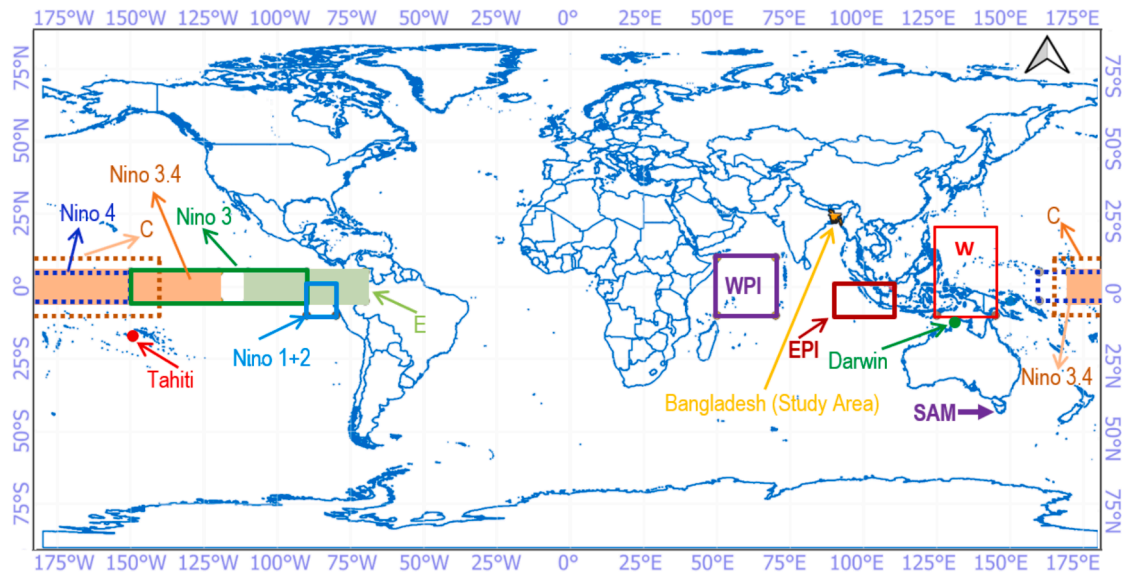 175°W 150°W 125°W 100°W 75°W 50°W 25°W 0° 25°E 50°E 75°E 100°E 125°E 150°E 175°E
75°N
75°S
50°N
50°S
Nino 3.4
25°N
25°S
Nino 4
C
Nino 3
C
W
0°
WPI
0°
E
EPI
Nino 1+2
Darwin
Tahiti
25°S
25°N
Nino 3.4
Bangladesh (Study Area)
SAM
50°S
50°N
75°S
75°N
175°W 150°W 125°W 100°W 75°W 50°W 25°W 0° 25°E 50°E 75°E 100°E 125°E 150°E 175°E